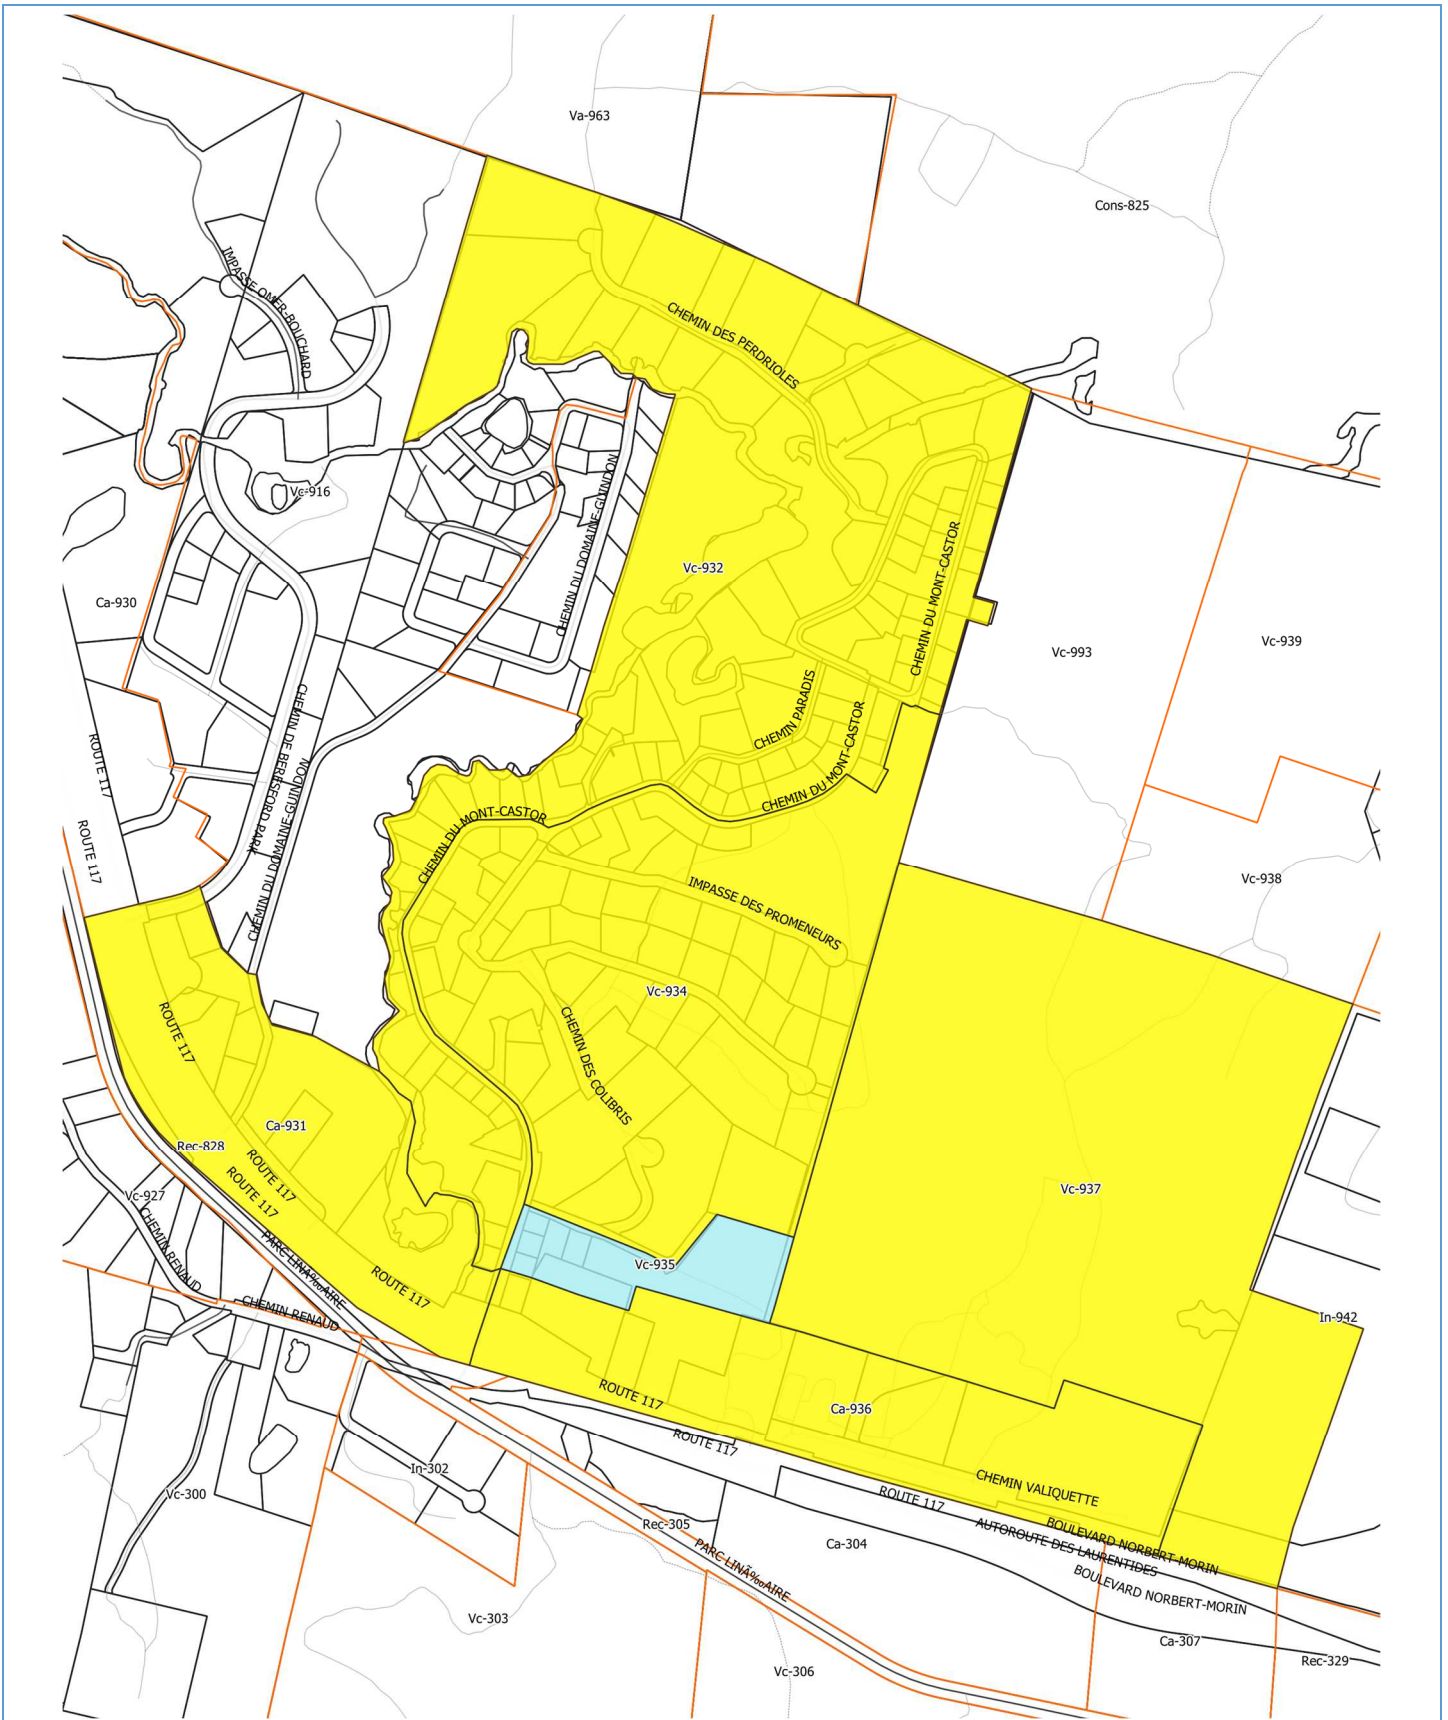 Va-963
Cons-825
IMPASSE OMER-BOUCHARD
CHEMIN DES PERDRIOLES
Vc-916
CHEMIN DU DOMAINE-GUINDON
Vc-932
CHEMIN DU MONT-CASTOR
Ca-930
Vc-993
Vc-939
CHEMIN PARADIS
CHEMIN DU MONT-CASTOR
ROUTE 117
CHEMIN DE BERESFORD PARK
CHEMIN DU DOMAINE-GUINDON
CHEMIN DU MONT-CASTOR
ROUTE 117
Vc-938
IMPASSE DES PROMENEURS
Vc-934
ROUTE 117
CHEMIN DES COLIBRIS
Ca-931
Rec-828
ROUTE 117
ROUTE 117
Vc-927
Vc-937
CHEMIN RENAUD
PARC LINÃ‰AIRE
Vc-935
ROUTE 117
CHEMIN RENAUD
In-942
ROUTE 117
Ca-936
ROUTE 117
In-302
Vc-300
CHEMIN VALIQUETTE
ROUTE 117
Rec-305
BOULEVARD NORBERT-MORIN
AUTOROUTE DES LAURENTIDES
Ca-304
PARC LINÃ‰AIRE
BOULEVARD NORBERT-MORIN
Vc-303
Ca-307
Rec-329
Vc-306